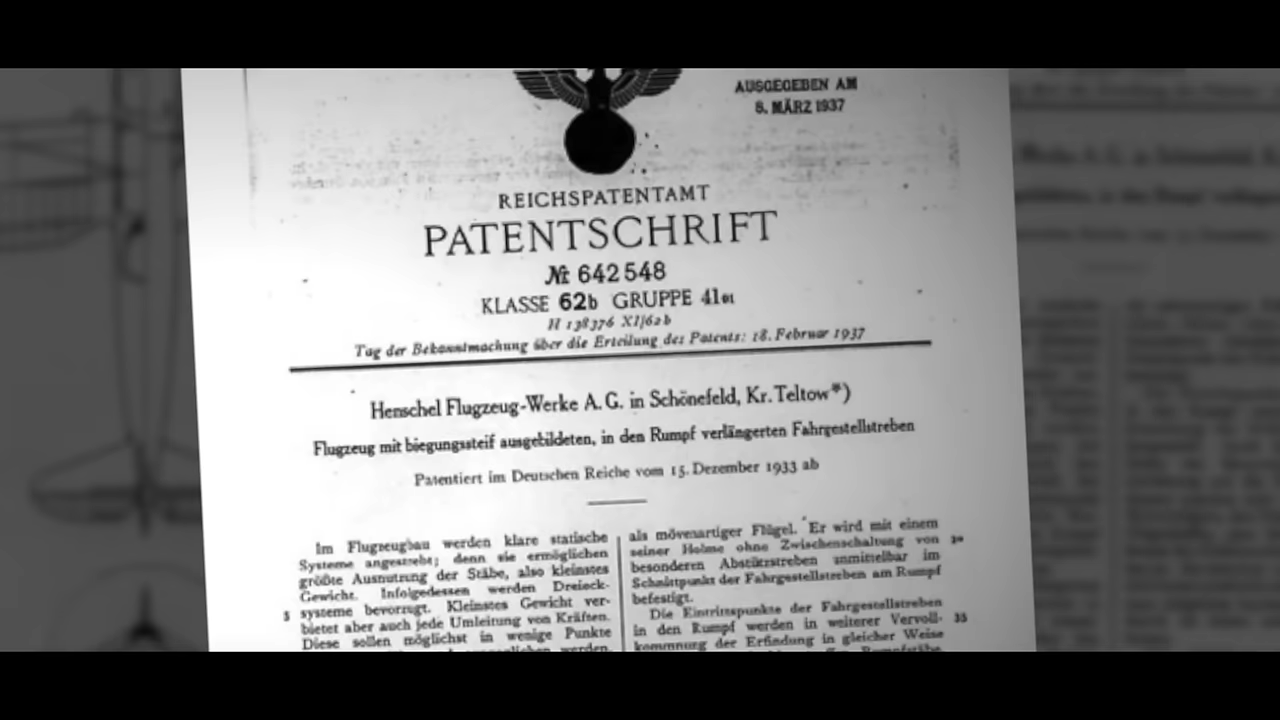 AUSGEGEBEN AM
8. MÄRZ 1937
REICHSPATENTAMT
PATENTSCHRIFT
№ 642548
KLASSE 62b GRUPPE 41 01
H 138376 XI/62b
Tag der Bekanntmachung über die Erteilung des Patents: 18. Februar 1937
Henschel Flugzeug-Werke A. G. in Schönefeld, Kr. Teltow*)
Flugzeug mit biegungssteif ausgebildeten, in den Rumpf verlängerten Fahrgestellstreben
Patentiert im Deutschen Reiche vom 15. Dezember 1933 ab
Im Flugzeugbau werden klare statische
Systeme angestrebt; denn sie ermöglichen
größte Ausnutzung der Stäbe, also kleinstes
Gewicht. Infolgedessen werden Dreieck-
5 systeme bevorzugt. Kleinstes Gewicht ver-
bietet aber auch jede Umleitung von Kräften.
Diese sollen möglichst in wenige Punkte
werden,
als mövenartiger Flügel. Er wird mit einem
seiner Holme ohne Zwischenschaltung von 30
besonderen Abstützstreben unmittelbar im
Schnittpunkt der Fahrgestellstreben am Rumpf
befestigt.
Die Eintrittspunkte der Fahrgestellstreben
in den Rumpf werden in weiterer Vervoll- 35
kommnung der Erfindung in gleicher Weise
Rumpfstäbe